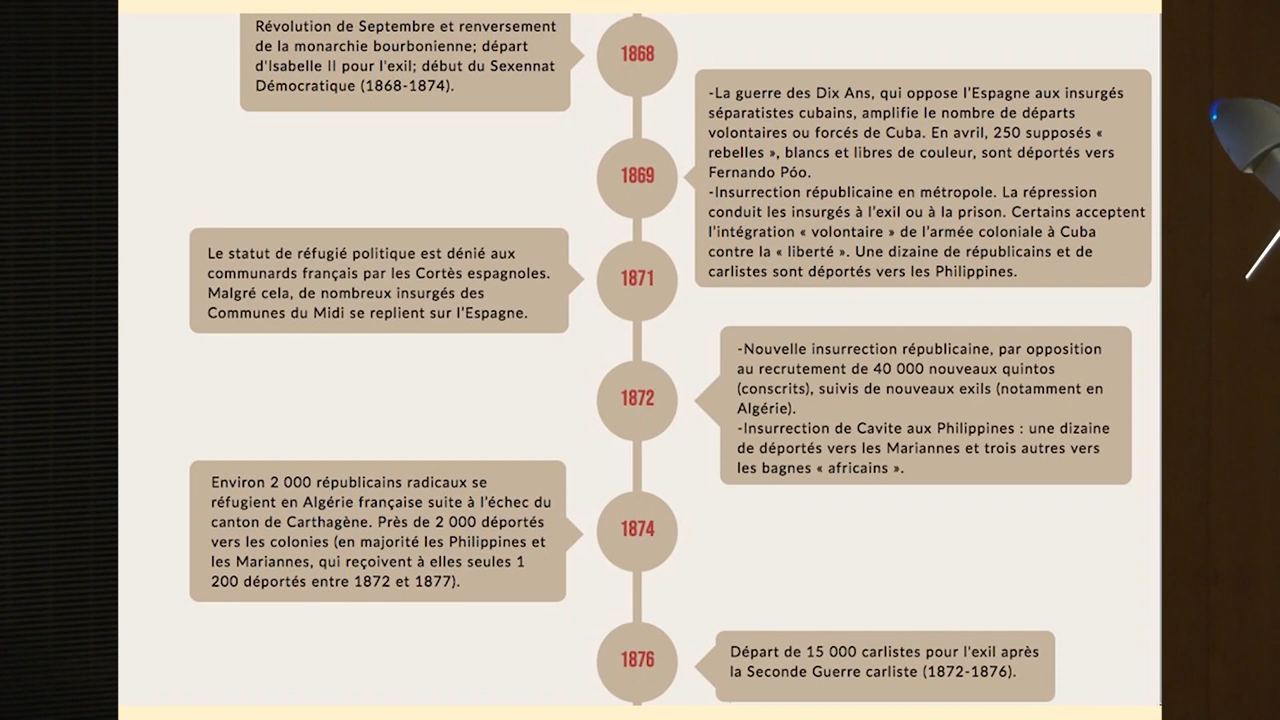 Révolution de Septembre et renversement
de la monarchie bourbonienne; départ
d'Isabelle II pour l'exil; début du Sexennat
Démocratique (1868-1874).
1868
1869
-La guerre des Dix Ans, qui oppose l'Espagne aux insurgés
séparatistes cubains, amplifie le nombre de départs
volontaires ou forcés de Cuba. En avril, 250 supposés «
rebelles », blancs et libres de couleur, sont déportés vers
Fernando Póo.
-Insurrection républicaine en métropole. La répression
conduit les insurgés à l'exil ou à la prison. Certains acceptent
l'intégration « volontaire » de l'armée coloniale à Cuba
contre la « liberté ». Une dizaine de républicains et de
carlistes sont déportés vers les Philippines.
Le statut de réfugié politique est dénié aux
communards français par les Cortès espagnoles.
Malgré cela, de nombreux insurgés des
Communes du Midi se replient sur l'Espagne.
1871
1872
-Nouvelle insurrection républicaine, par opposition
au recrutement de 40 000 nouveaux quintos
(conscrits), suivis de nouveaux exils (notamment en
Algérie).
-Insurrection de Cavite aux Philippines : une dizaine
de déportés vers les Mariannes et trois autres vers
les bagnes « africains ».
Environ 2 000 républicains radicaux se
réfugient en Algérie française suite à l'échec du
canton de Carthagène. Près de 2 000 déportés
vers les colonies (en majorité les Philippines et
les Mariannes, qui reçoivent à elles seules 1
200 déportés entre 1872 et 1877).
1874
1876
Départ de 15 000 carlistes pour l'exil après
la Seconde Guerre carliste (1872-1876).